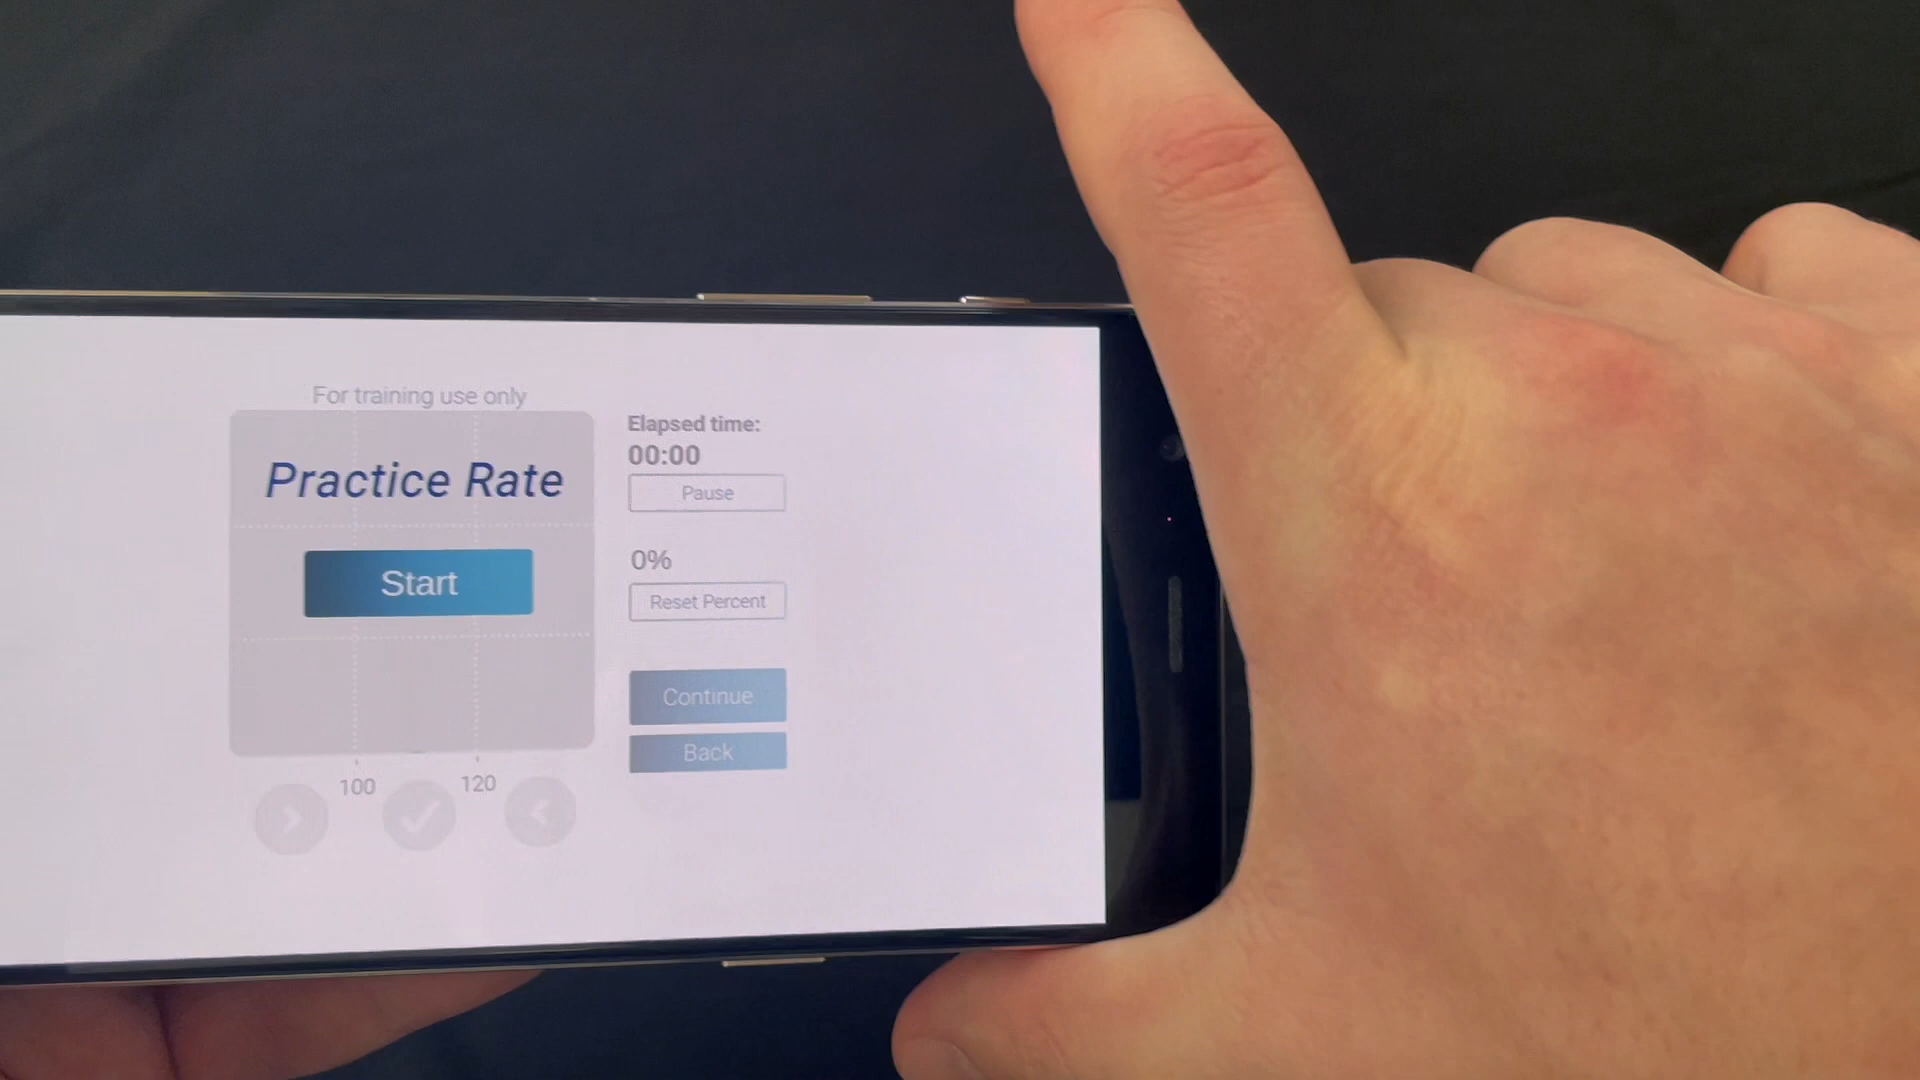 For training use only
Practice Rate
Start
100
120
Elapsed time:
00:00
Pause
0%
Reset Percent
Continue
Back